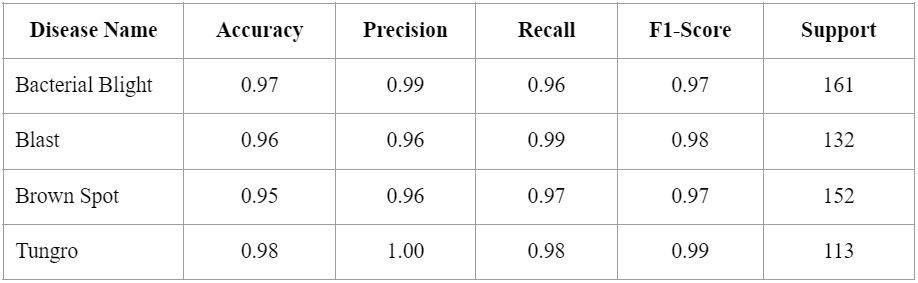 Disease Name Accuracy Precision Recall F1-Score Support
Bacterial Blight 0.97 0.99 0.96 0.97 161
Blast 0.96 0.96 0.99 0.98 132
Brown Spot 0.95 0.96 0.97 0.97 152
Tungro 0.98 1.00 0.98 0.99 113